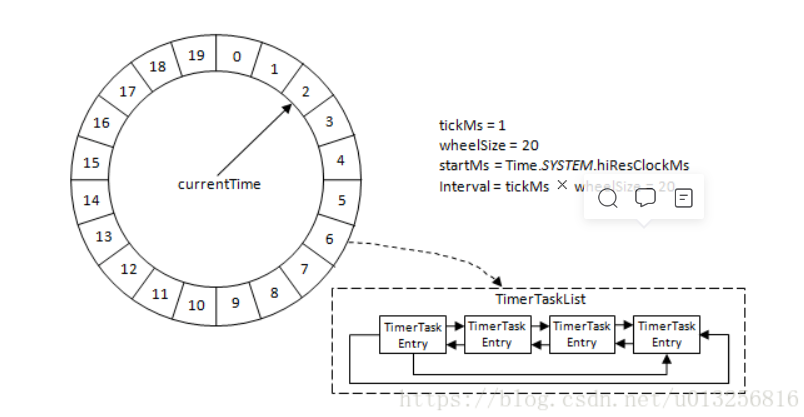 0
1
2
3
4
5
6
7
8
9
10
11
12
13
14
15
16
17
18
19
currentTime
tickMs = 1
wheelSize = 20
startMs = Time.SYSTEM.hiResClockMs
Interval = tickMs × wheelSize = 20
TimerTaskList
TimerTask TimerTask TimerTask TimerTask
Entry Entry Entry Entry
https://blog.csdn.net/u013256816